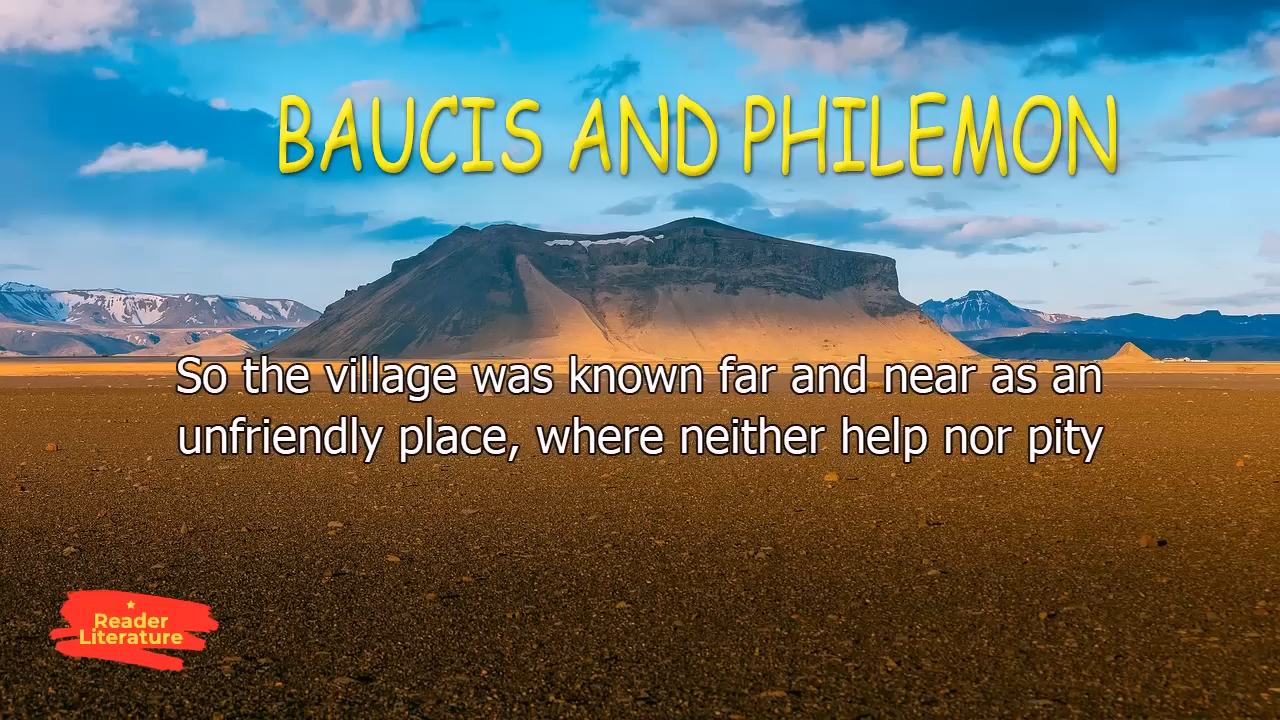 BAUCIS AND PHILEMON
So the village was known far and near as an
unfriendly place, where neither help nor pity
Reader
Literature